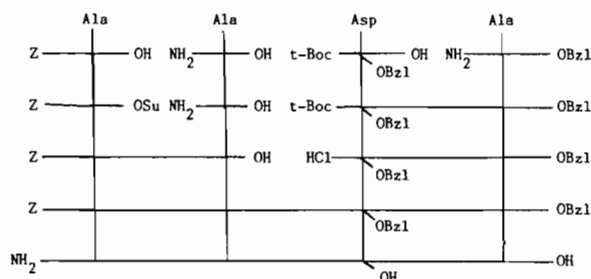 Ala Ala Asp Ala
Z OH NH2 OH t-Boc OH NH2 OBzl
OBzl
Z OSu NH2 OH t-Boc OBzl
OBzl
Z OH HCl OBzl
OBzl
Z OBzl
OBzl
NH2 OH
OH